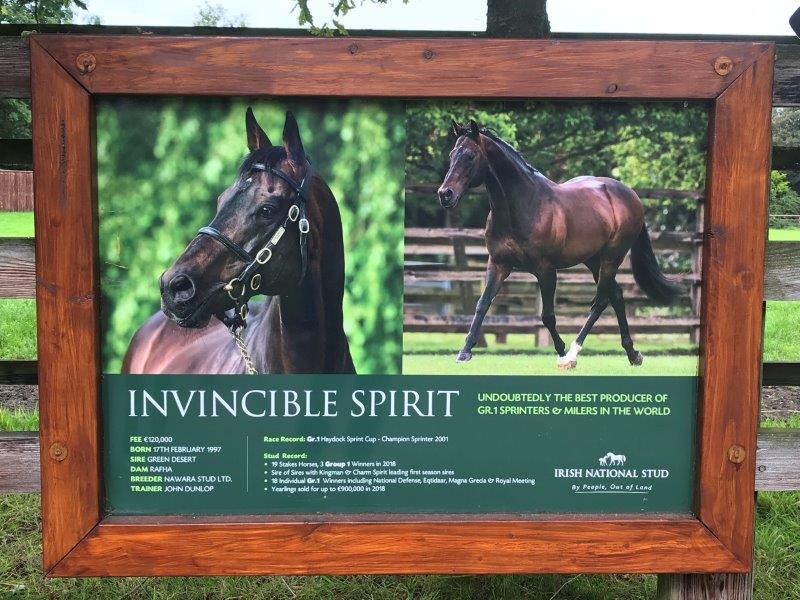 INVINCIBLE SPIRIT
UNDOUBTEDLY THE BEST PRODUCER OF
GR.1 SPRINTERS & MILERS IN THE WORLD
FEE €120,000
BORN 17TH FEBRUARY 1997
SIRE GREEN DESERT
DAM RAFHA
BREEDER NAWARA STUD LTD.
TRAINER JOHN DUNLOP
Race Record: Gr.1 Haydock Sprint Cup - Champion Sprinter 2001
Stud Record:
• 19 Stakes Horses, 3 Group 1 Winners in 2018
• Sire of Sires with Kingman & Charm Spirit leading first season sires
• 18 Individual Gr.1 Winners including National Defense, Eqtidaar, Magna Grecia & Royal Meeting
• Yearlings sold for up to €900,000 in 2018
IRISH NATIONAL STUD
By People, Out of Land